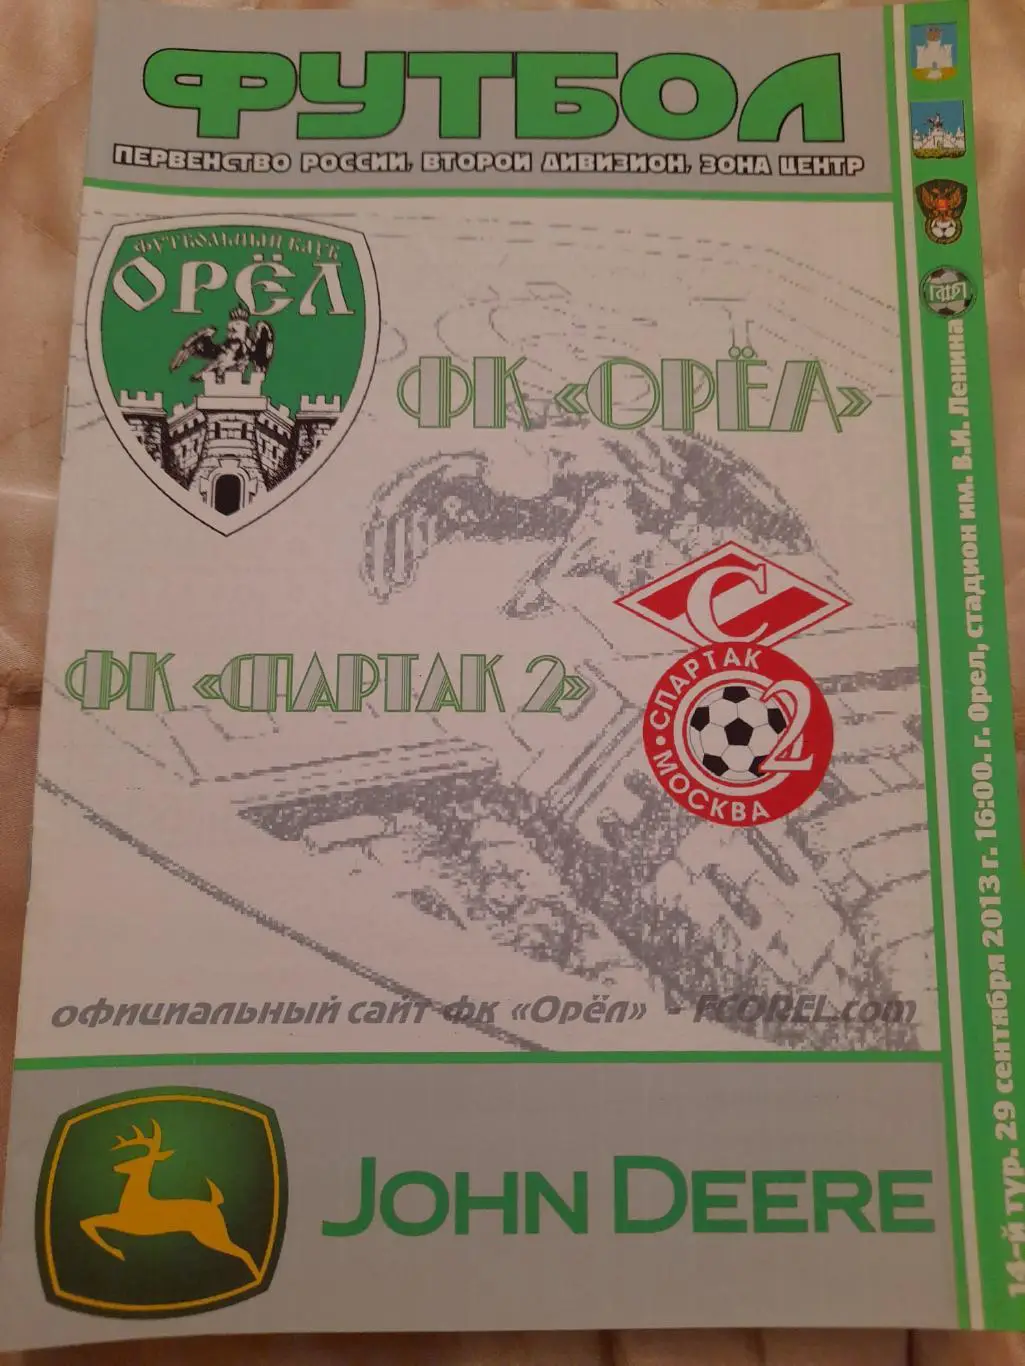 ФУТБОЛ
ПЕРВЕНСТВО РОССИИ, ВТОРОЙ ДИВИЗИОН, ЗОНА ЦЕНТР
ФУТБОЛЬНЫЙ КЛУБ
ОРЁЛ
ФК «ОРЁЛ»
ФК «СПАРТАК 2»
С
СПАРТАК
2
•МОСКВА•
официальный сайт ФК «Орёл» - FCOREL.com
JOHN DEERE
14-й тур. 29 сентября 2013 г. 16:00. г. Орел, стадион им. В.И. Ленина